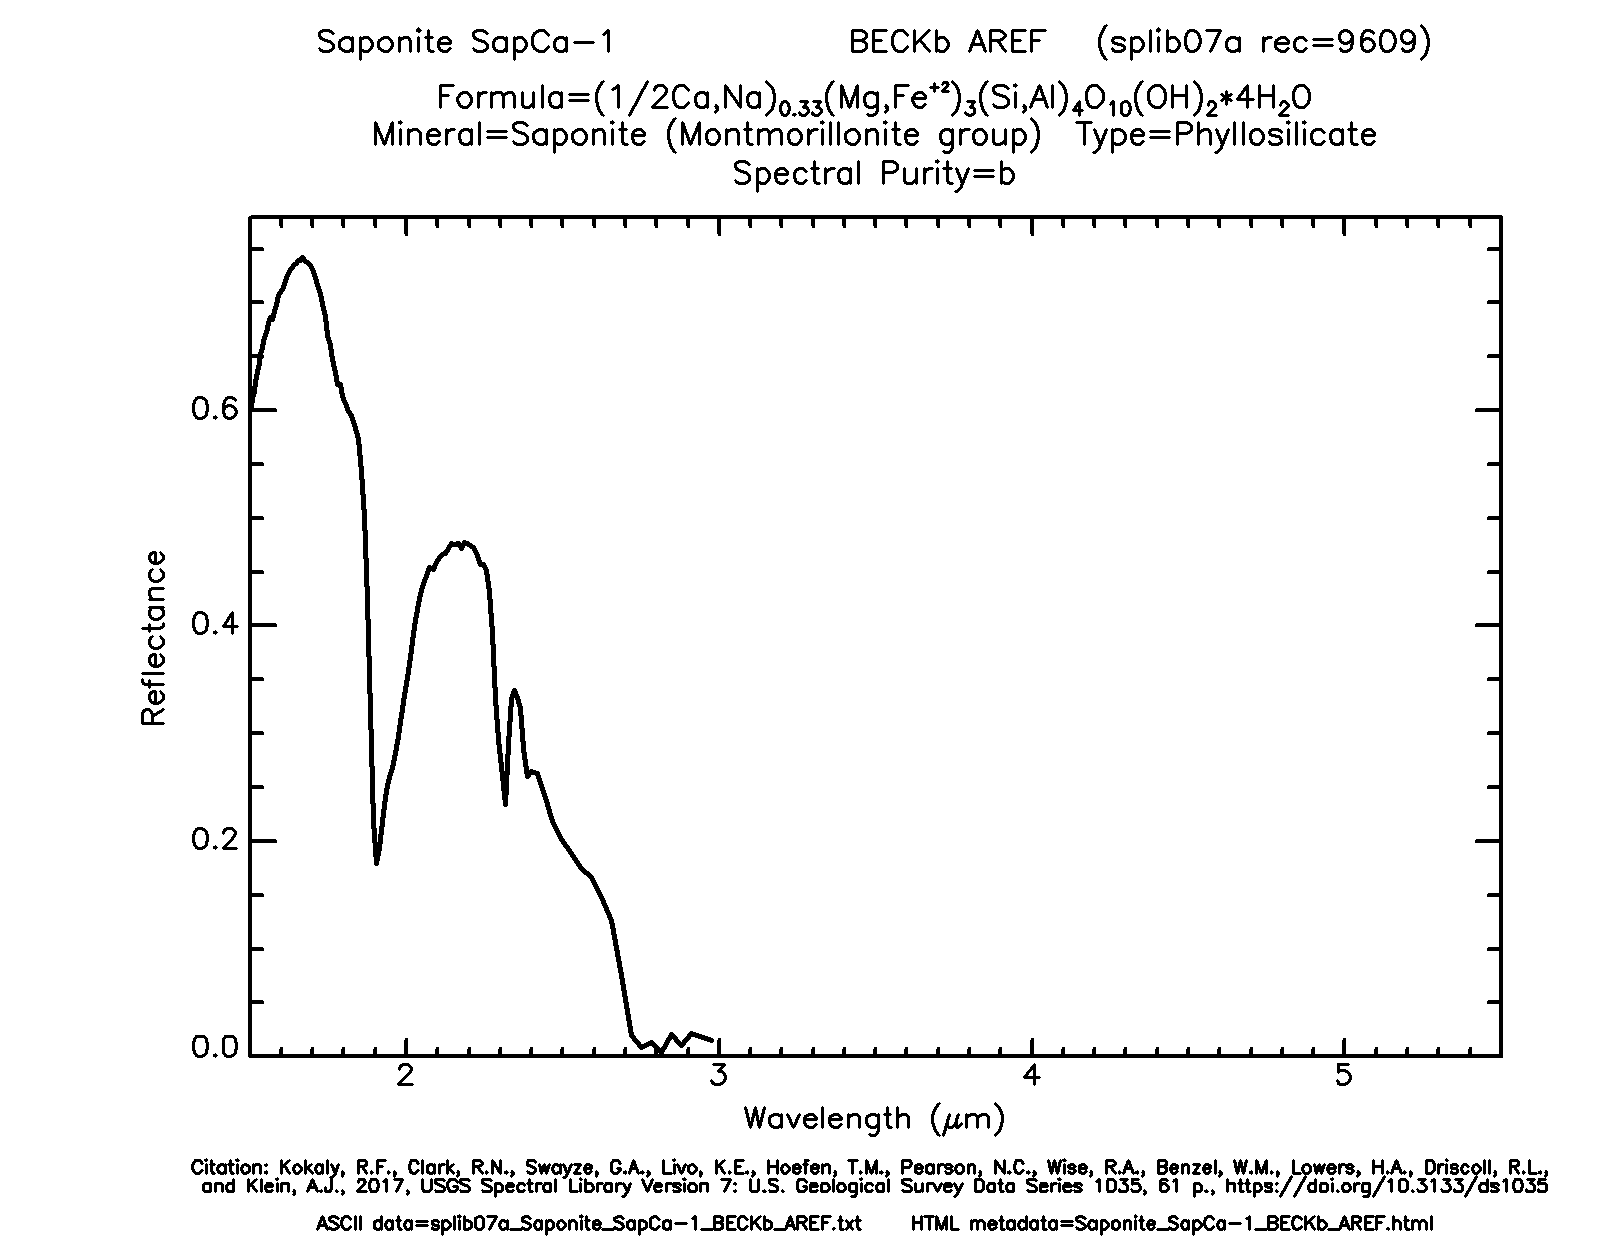 Saponite SapCa-1 BECKb AREF (splib07a rec=9609)
Formula=(1/2Ca,Na)0.33(Mg,Fe+2)3(Si,Al)4O10(OH)2*4H2O
Mineral=Saponite (Montmorillonite group) Type=Phyllosilicate
Spectral Purity=b
0.6
0.4
0.2
0.0
Reflectance
2 3 4 5
Wavelength (μm)
Citation: Kokaly, R.F., Clark, R.N., Swayze, G.A., Livo, K.E., Hoefen, T.M., Pearson, N.C., Wise, R.A., Benzel, W.M., Lowers, H.A., Driscoll, R.L.,
and Klein, A.J., 2017, USGS Spectral Library Version 7: U.S. Geological Survey Data Series 1035, 61 p., https://doi.org/10.3133/ds1035
ASCII data=splib07a_Saponite_SapCa-1_BECKb_AREF.txt HTML metadata=Saponite_SapCa-1_BECKb_AREF.html